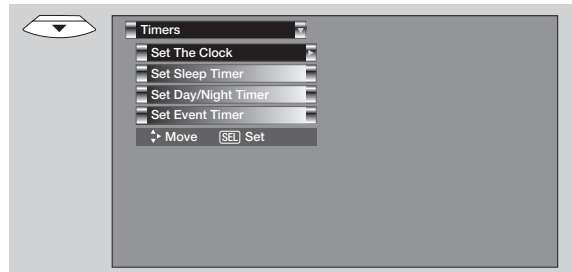 Timers
Set The Clock
Set Sleep Timer
Set Day/Night Timer
Set Event Timer
Move SEL Set